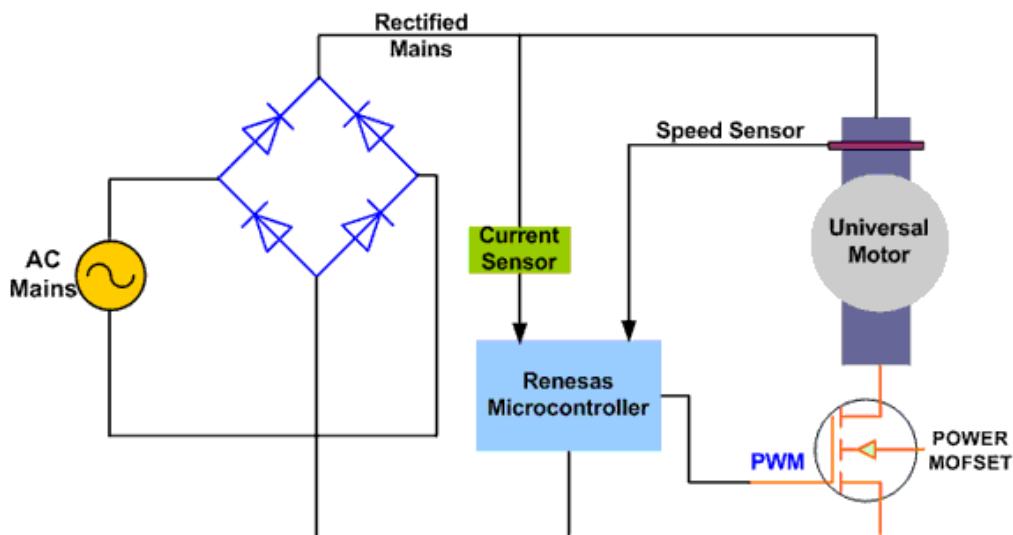 Rectified
Mains
Speed Sensor
Universal
Motor
Current
Sensor
AC
Mains
Renesas
Microcontroller
PWM
POWER
MOFSET